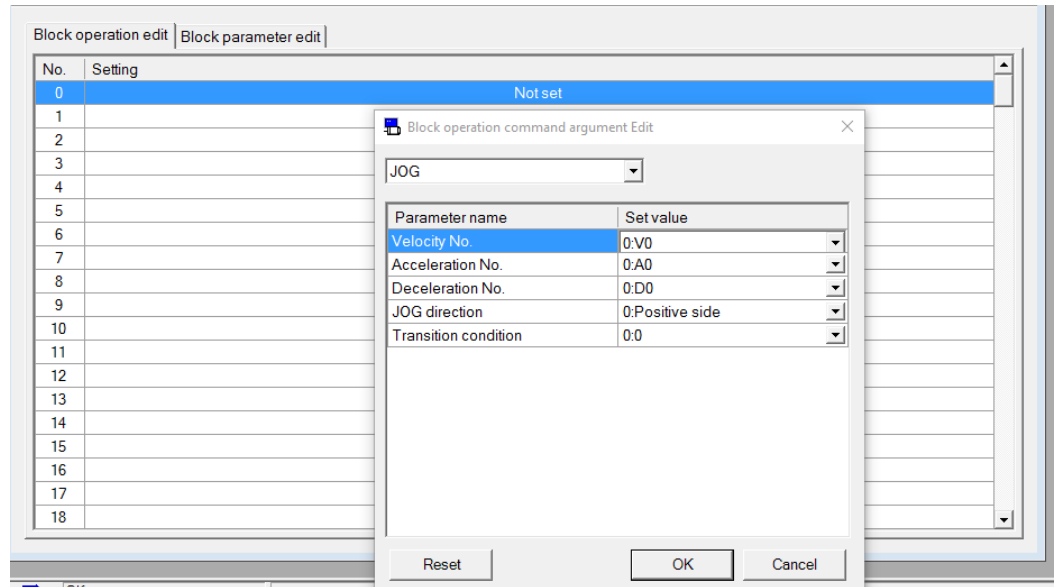 Block operation edit Block parameter edit
No. Setting
0 Not set
1
2
3
4
5
6
7
8
9
10
11
12
13
14
15
16
17
18
Block operation command argument Edit
JOG
Parameter name Set value
Velocity No. 0:V0
Acceleration No. 0:A0
Deceleration No. 0:D0
JOG direction 0:Positive side
Transition condition 0:0
Reset OK Cancel